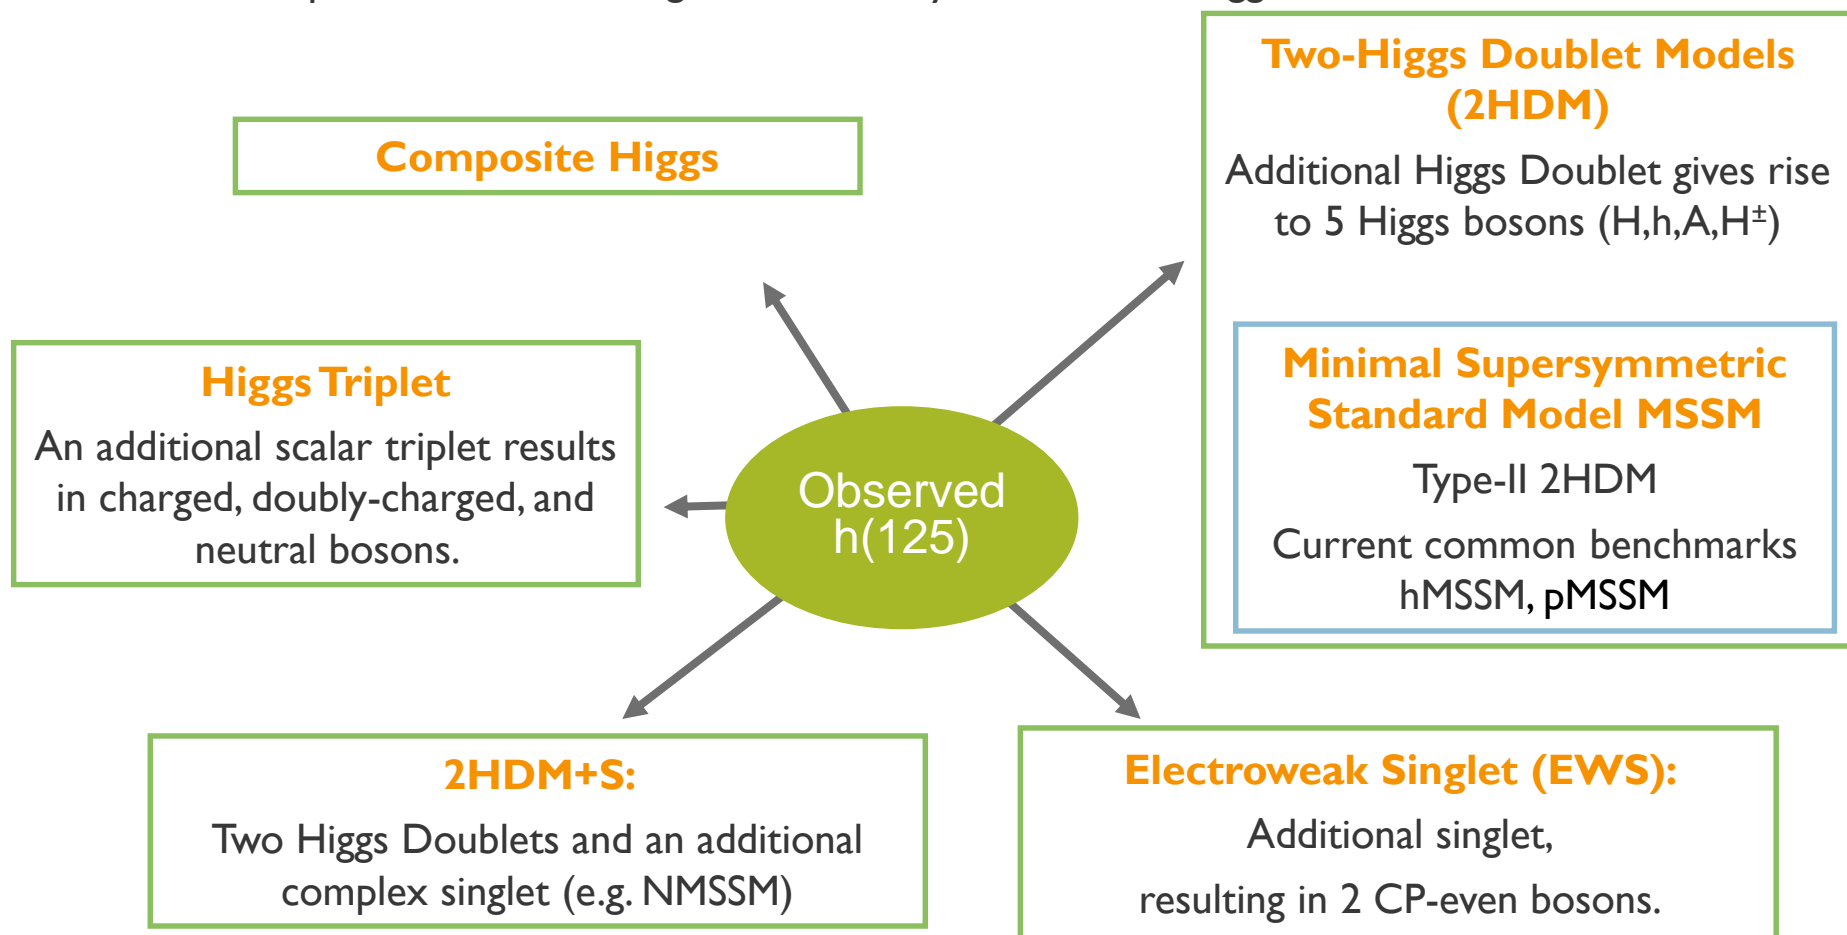 Two-Higgs Doublet Models
(2HDM)
Additional Higgs Doublet gives rise
to 5 Higgs bosons (H,h,A,H±)
Composite Higgs
Minimal Supersymmetric
Standard Model MSSM
Type-II 2HDM
Current common benchmarks
hMSSM, pMSSM
Higgs Triplet
An additional scalar triplet results
in charged, doubly-charged, and
neutral bosons.
Observed
h(125)
2HDM+S:
Two Higgs Doublets and an additional
complex singlet (e.g. NMSSM)
Electroweak Singlet (EWS):
Additional singlet,
resulting in 2 CP-even bosons.